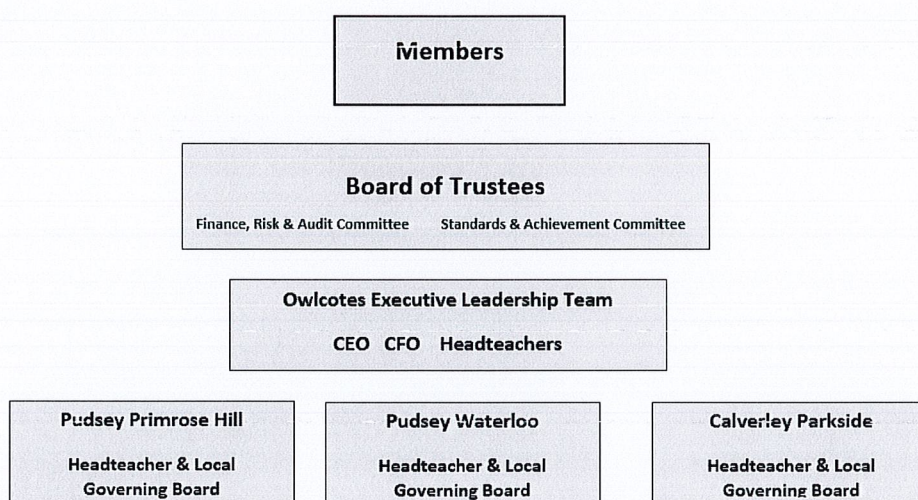 Members
Board of Trustees
Finance, Risk & Audit Committee Standards & Achievement Committee
Owlcotes Executive Leadership Team
CEO CFO Headteachers
Pudsey Primrose Hill
Headteacher & Local
Governing Board
Pudsey Waterloo
Headteacher & Local
Governing Board
Calverley Parkside
Headteacher & Local
Governing Board